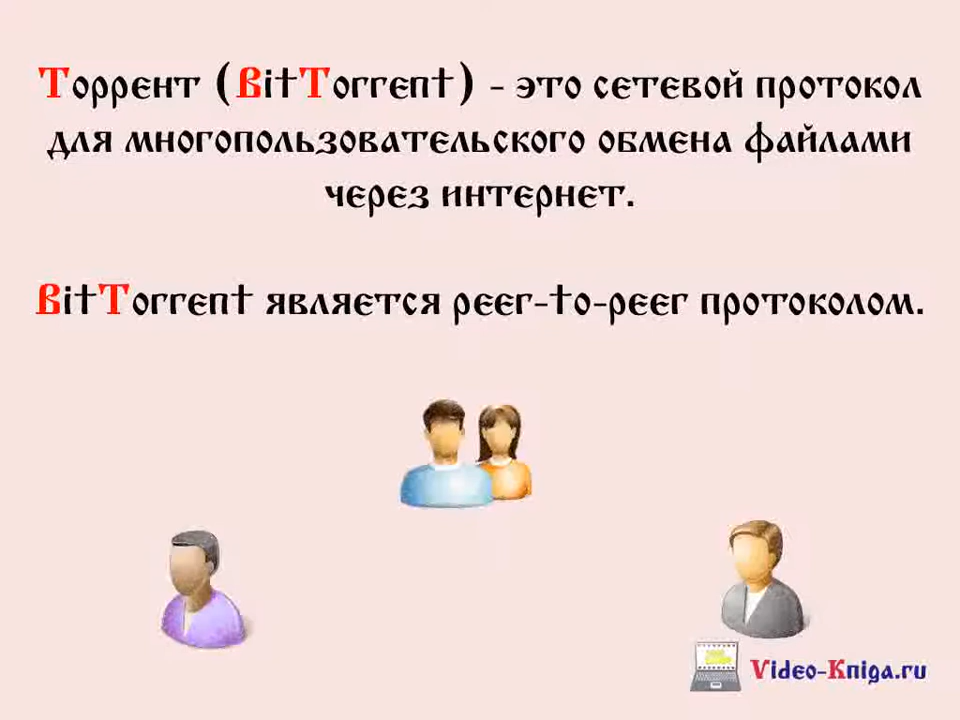 Торрент (BitTorrent) - это сетевой протокол
для многопользовательского обмена файлами
через интернет.
BitTorrent является peer-to-peer протоколом.
Video-Kniga.ru